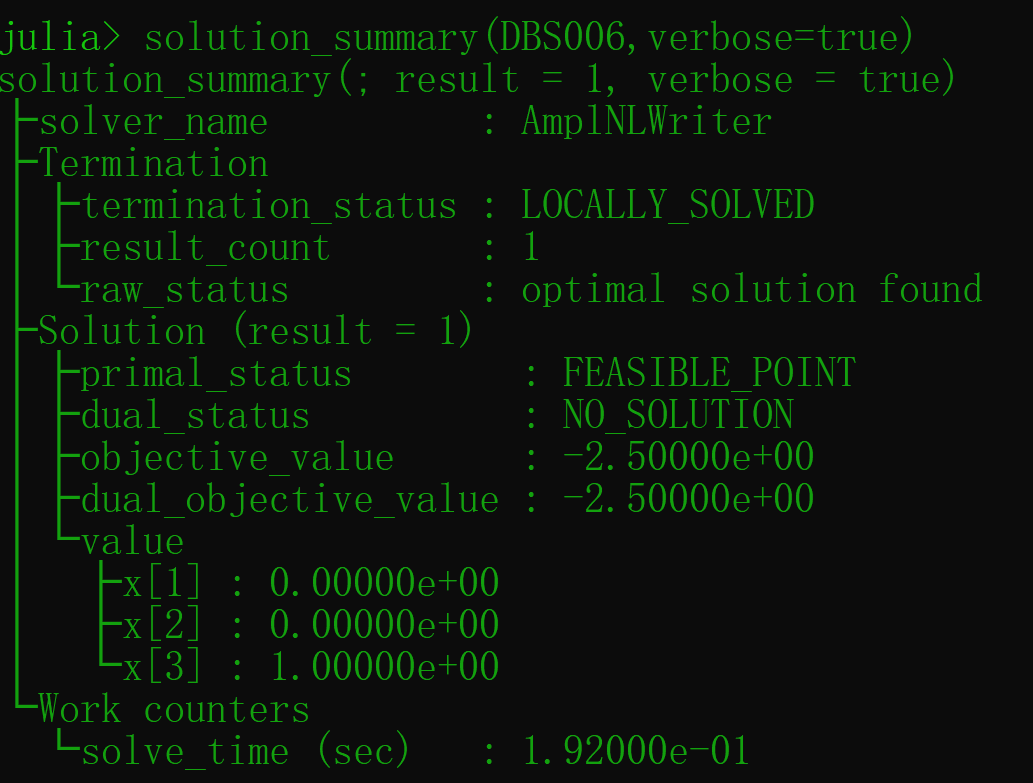 julia> solution_summary(DBS006,verbose=true)
solution_summary(; result = 1, verbose = true)
├─solver_name          : AmplNLWriter
├─Termination
│ ├─termination_status : LOCALLY_SOLVED
│ ├─result_count       : 1
│ └─raw_status         : optimal solution found
├─Solution (result = 1)
│ ├─primal_status        : FEASIBLE_POINT
│ ├─dual_status          : NO_SOLUTION
│ ├─objective_value      : -2.50000e+00
│ ├─dual_objective_value : -2.50000e+00
│ └─value
│   ├─x[1] : 0.00000e+00
│   ├─x[2] : 0.00000e+00
│   └─x[3] : 1.00000e+00
└─Work counters
  └─solve_time (sec)   : 1.92000e-01